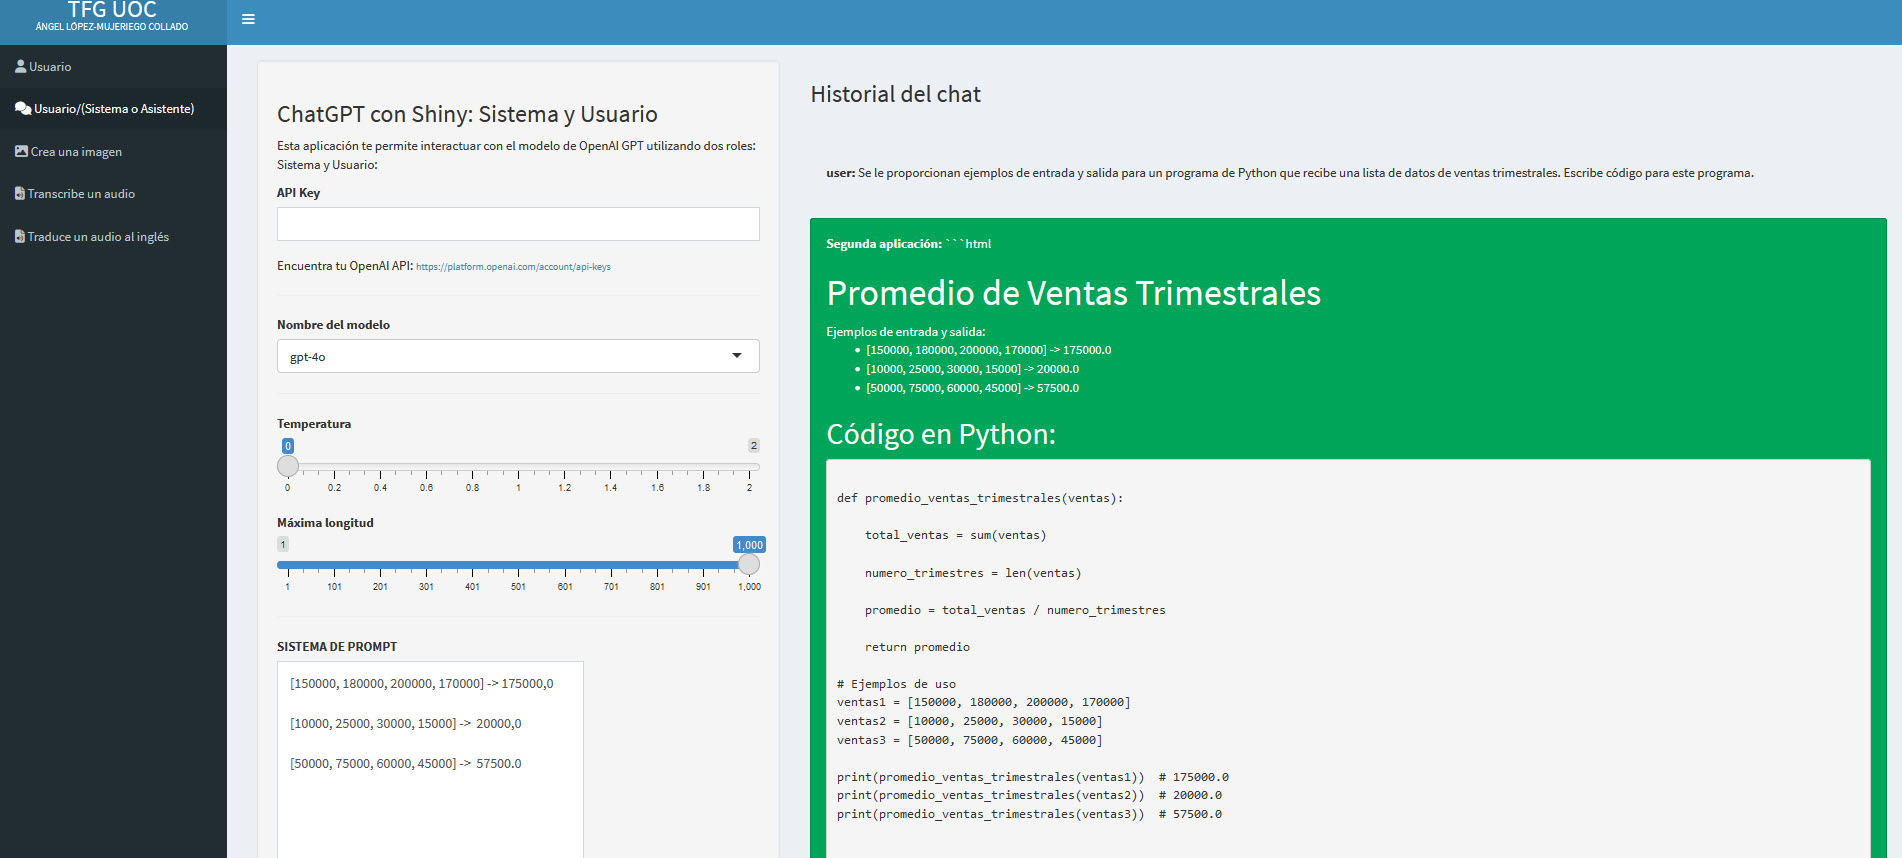 TFG UOC
ÁNGEL LÓPEZ-MUJERIEGO COLLADO
Usuario
Usuario/(Sistema o Asistente)
Crea una imagen
Transcribe un audio
Traduce un audio al inglés
ChatGPT con Shiny: Sistema y Usuario
Esta aplicación te permite interactuar con el modelo de OpenAI GPT utilizando dos roles:
Sistema y Usuario:
API Key
Encuentra tu OpenAI API: https://platform.openai.com/account/api-keys
Nombre del modelo
gpt-4o
Temperatura
0 2
0 0.2 0.4 0.6 0.8 1 1.2 1.4 1.6 1.8 2
Máxima longitud
1 1,000
1 101 201 301 401 501 601 701 801 901 1,000
SISTEMA DE PROMPT
[150000, 180000, 200000, 170000] -> 175000,0
[10000, 25000, 30000, 15000] -> 20000,0
[50000, 75000, 60000, 45000] -> 57500.0
Historial del chat
user: Se le proporcionan ejemplos de entrada y salida para un programa de Python que recibe una lista de datos de ventas trimestrales. Escribe código para este programa.
Segunda aplicación: ```html
Promedio de Ventas Trimestrales
Ejemplos de entrada y salida:
• [150000, 180000, 200000, 170000] -> 175000.0
• [10000, 25000, 30000, 15000] -> 20000.0
• [50000, 75000, 60000, 45000] -> 57500.0
Código en Python:
def promedio_ventas_trimestrales(ventas):
    total_ventas = sum(ventas)
    numero_trimestres = len(ventas)
    promedio = total_ventas / numero_trimestres
    return promedio
# Ejemplos de uso
ventas1 = [150000, 180000, 200000, 170000]
ventas2 = [10000, 25000, 30000, 15000]
ventas3 = [50000, 75000, 60000, 45000]
print(promedio_ventas_trimestrales(ventas1))  # 175000.0
print(promedio_ventas_trimestrales(ventas2))  # 20000.0
print(promedio_ventas_trimestrales(ventas3))  # 57500.0